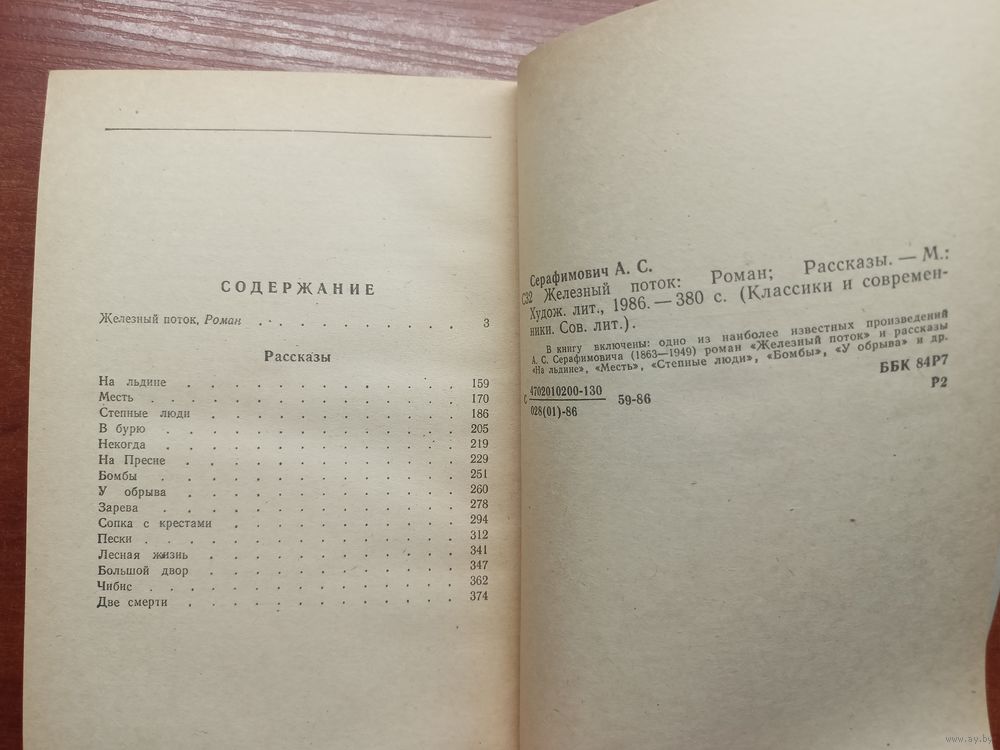 СОДЕРЖАНИЕ
Железный поток, Роман . . . . . . . . . . 3
Рассказы
На льдине . . . . . . . . . . . . 159
Месть . . . . . . . . . . . . . 170
Степные люди . . . . . . . . . . . 186
В бурю . . . . . . . . . . . . . 205
Некогда . . . . . . . . . . . . . 219
На Пресне . . . . . . . . . . . . 229
Бомбы . . . . . . . . . . . . . 251
У обрыва . . . . . . . . . . . . 260
Зарева . . . . . . . . . . . . . 278
Сопка с крестами . . . . . . . . . . 294
Пески . . . . . . . . . . . . . 312
Лесная жизнь . . . . . . . . . . . 341
Большой двор . . . . . . . . . . . 347
Чибис . . . . . . . . . . . . . 362
Две смерти . . . . . . . . . . . . 374
Серафимович А. С.
С32 Железный поток: Роман; Рассказы. — М.:
Худож. лит., 1986. — 380 с. (Классики и современ-
ники. Сов. лит.).
В книгу включены: одно из наиболее известных произведений
А. С. Серафимовича (1863—1949) роман «Железный поток» и рассказы
«На льдине», «Месть», «Степные люди», «Бомбы», «У обрыва» и др.
С 4702010200-130
028(01)-86
59-86
ББК 84Р7
Р2
www.ay.by